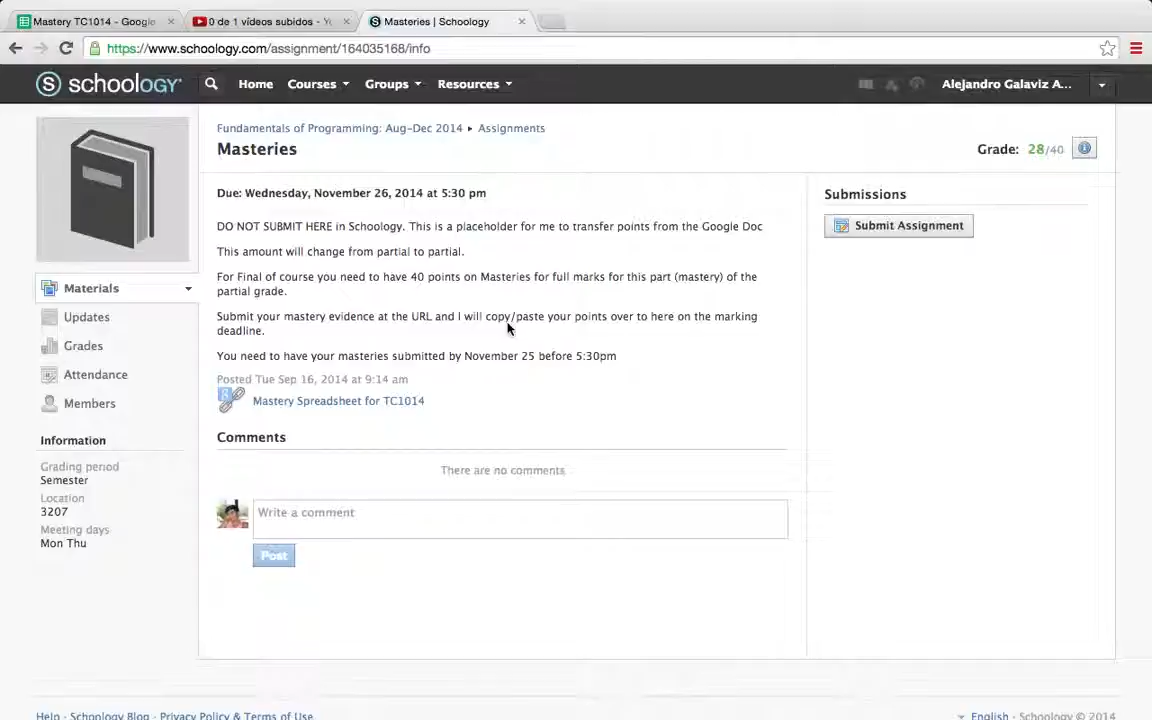 Mastery TC1014 - Google
0 de 1 vídeos subidos - Yo
Masteries | Schoology
https://www.schoology.com/assignment/164035168/info
schoology
Home
Courses
Groups
Resources
Alejandro Galaviz A...
Fundamentals of Programming: Aug-Dec 2014 ▸ Assignments
Masteries
Grade: 28/40
Due: Wednesday, November 26, 2014 at 5:30 pm
DO NOT SUBMIT HERE in Schoology. This is a placeholder for me to transfer points from the Google Doc
This amount will change from partial to partial.
For Final of course you need to have 40 points on Masteries for full marks for this part (mastery) of the
partial grade.
Submit your mastery evidence at the URL and I will copy/paste your points over to here on the marking
deadline.
You need to have your masteries submitted by November 25 before 5:30pm
Posted Tue Sep 16, 2014 at 9:14 am
Mastery Spreadsheet for TC1014
Comments
There are no comments
Write a comment
Post
Submissions
Submit Assignment
Materials
Updates
Grades
Attendance
Members
Information
Grading period
Semester
Location
3207
Meeting days
Mon Thu
Help · Schoology Blog · Privacy Policy & Terms of Use
English · Schoology © 2014